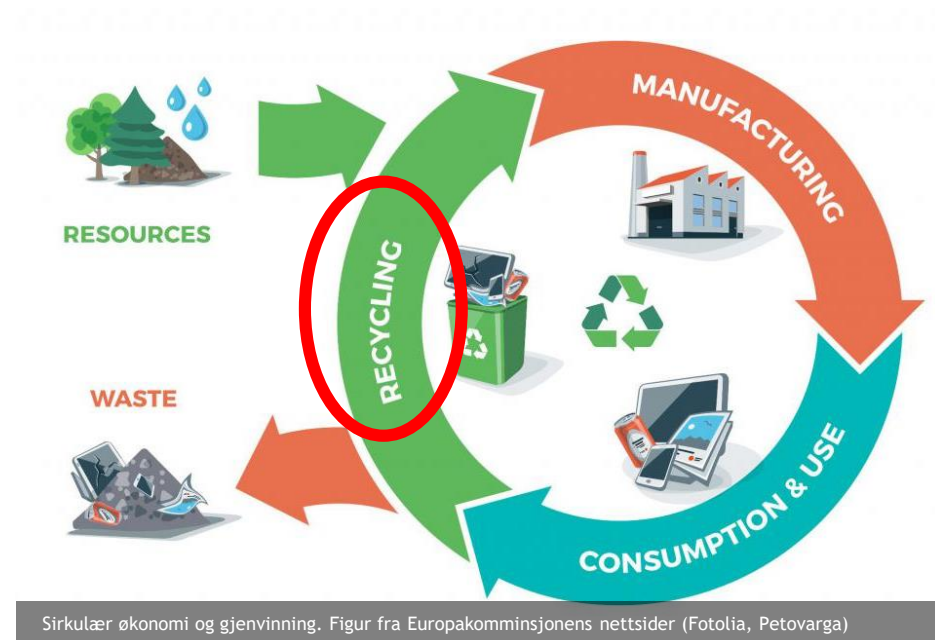 MANUFACTURING
RESOURCES
RECYCLING
WASTE
CONSUMPTION & USE
Sirkulær økonomi og gjenvinning. Figur fra Europakomminsjonens nettsider (Fotolia, Petovarga)